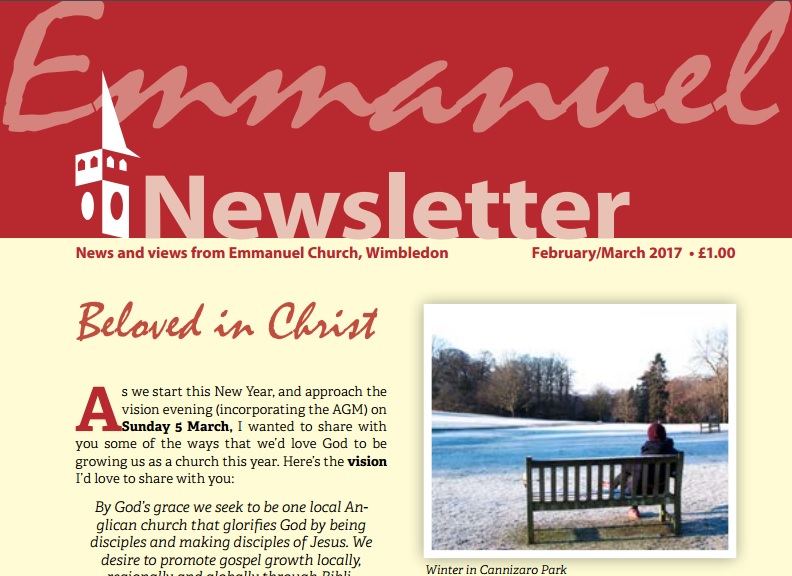 Emmanuel
Newsletter
News and views from Emmanuel Church, Wimbledon
February/March 2017 • £1.00
Beloved in Christ
As we start this New Year, and approach the
vision evening (incorporating the AGM) on
Sunday 5 March, I wanted to share with
you some of the ways that we'd love God to be
growing us as a church this year. Here's the vision
I'd love to share with you:
By God's grace we seek to be one local An-
glican church that glorifies God by being
disciples and making disciples of Jesus. We
desire to promote gospel growth locally,
regionally and globally through Bibli-
Winter in Cannizaro Park